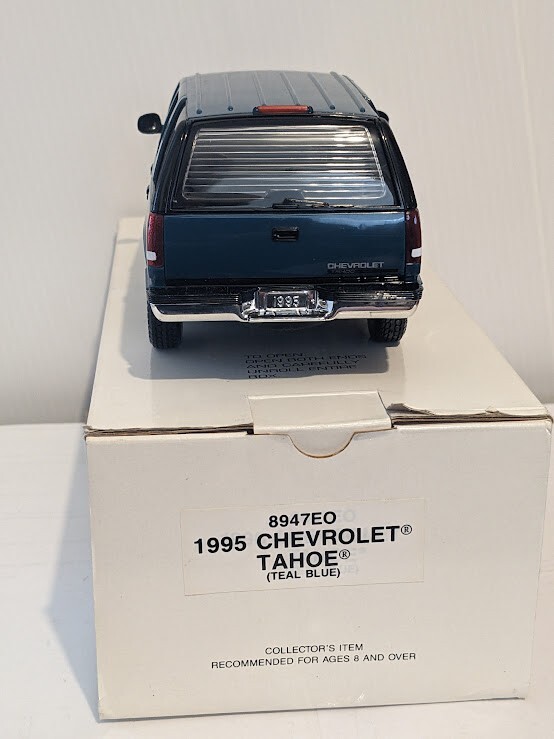 CHEVROLET
1995
TO OPEN,
OPEN BOTH ENDS
AND CAREFULLY
UNROLL ENTIRE
BOX.
8947EO
1995 CHEVROLET®
TAHOE®
(TEAL BLUE)
COLLECTOR'S ITEM
RECOMMENDED FOR AGES 8 AND OVER